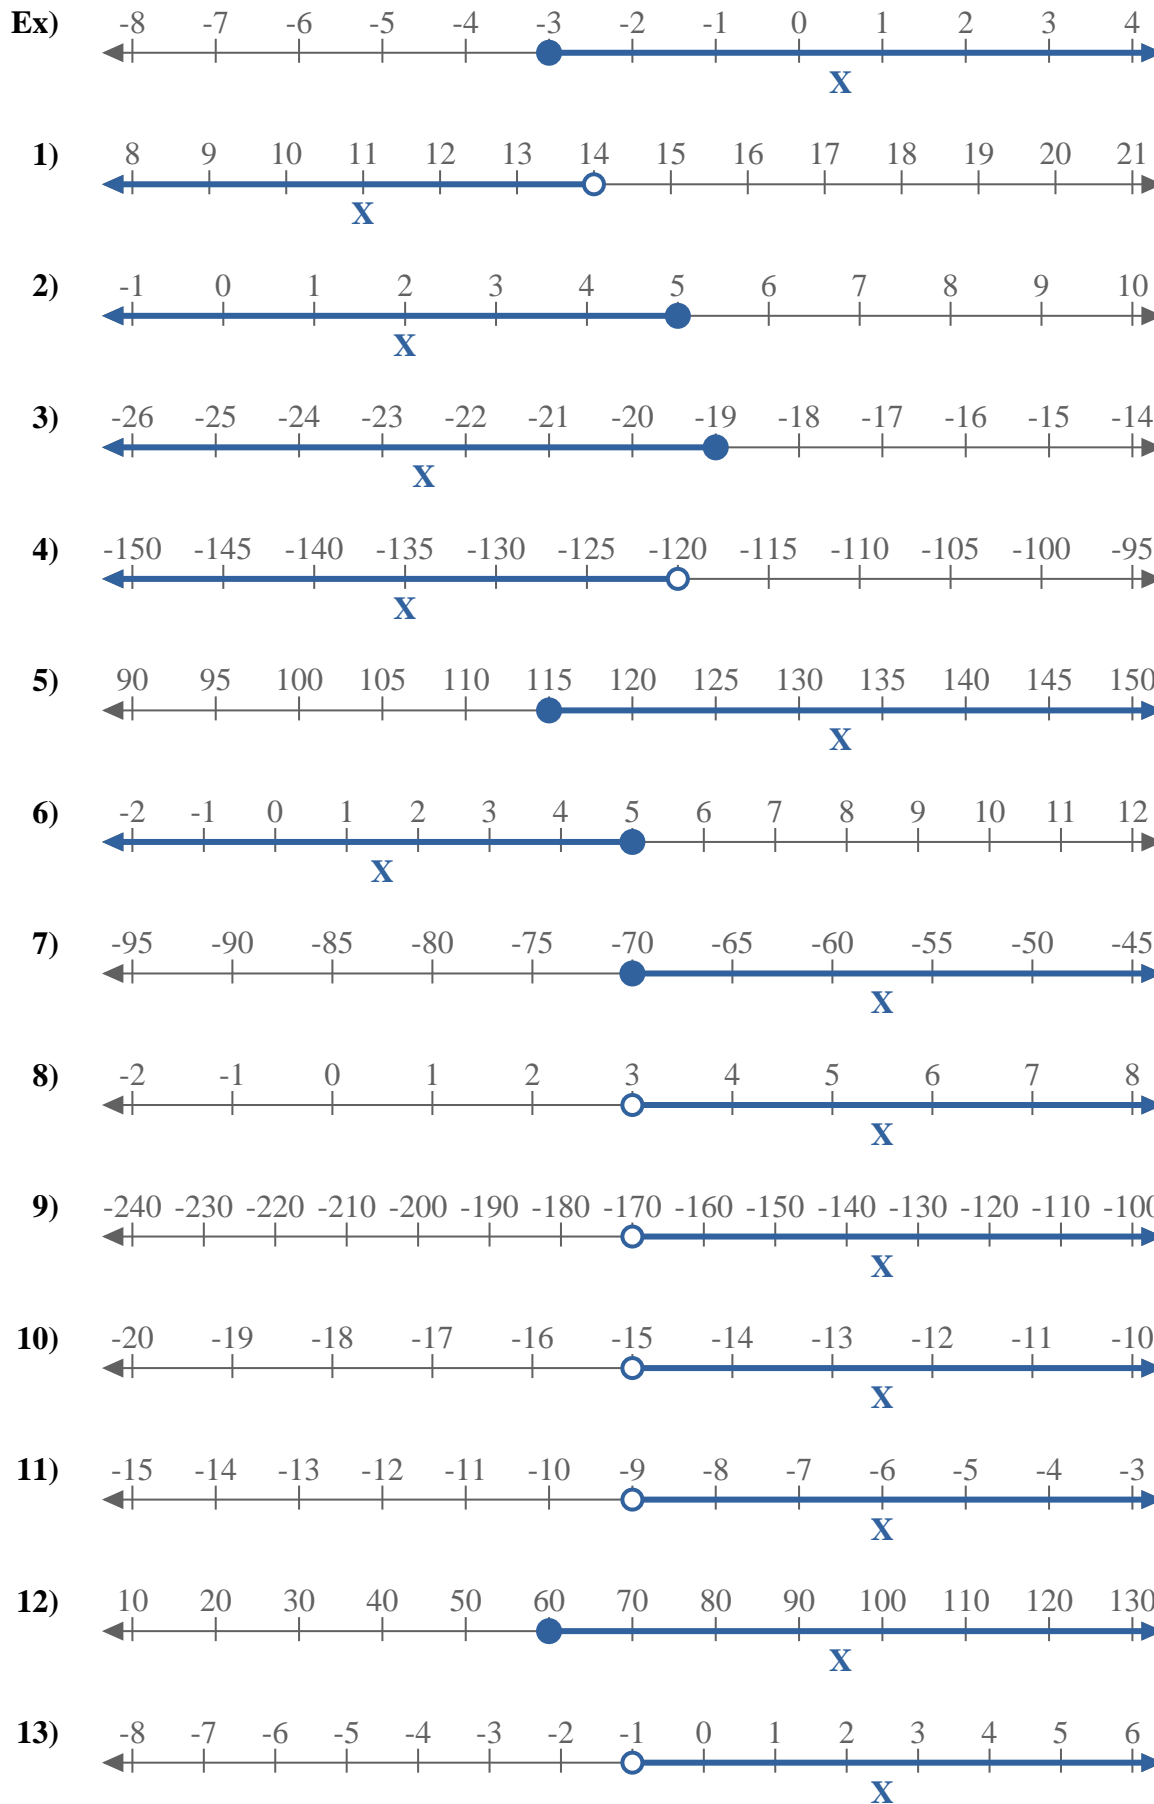 Ex) -8 -7 -6 -5 -4 -3 -2 -1 0 1 2 3 4
X
1) 8 9 10 11 12 13 14 15 16 17 18 19 20 21
X
2) -1 0 1 2 3 4 5 6 7 8 9 10
X
3) -26 -25 -24 -23 -22 -21 -20 -19 -18 -17 -16 -15 -14
X
4) -150 -145 -140 -135 -130 -125 -120 -115 -110 -105 -100 -95
X
5) 90 95 100 105 110 115 120 125 130 135 140 145 150
X
6) -2 -1 0 1 2 3 4 5 6 7 8 9 10 11 12
X
7) -95 -90 -85 -80 -75 -70 -65 -60 -55 -50 -45
X
8) -2 -1 0 1 2 3 4 5 6 7 8
X
9) -240 -230 -220 -210 -200 -190 -180 -170 -160 -150 -140 -130 -120 -110 -100
X
10) -20 -19 -18 -17 -16 -15 -14 -13 -12 -11 -10
X
11) -15 -14 -13 -12 -11 -10 -9 -8 -7 -6 -5 -4 -3
X
12) 10 20 30 40 50 60 70 80 90 100 110 120 130
X
13) -8 -7 -6 -5 -4 -3 -2 -1 0 1 2 3 4 5 6
X